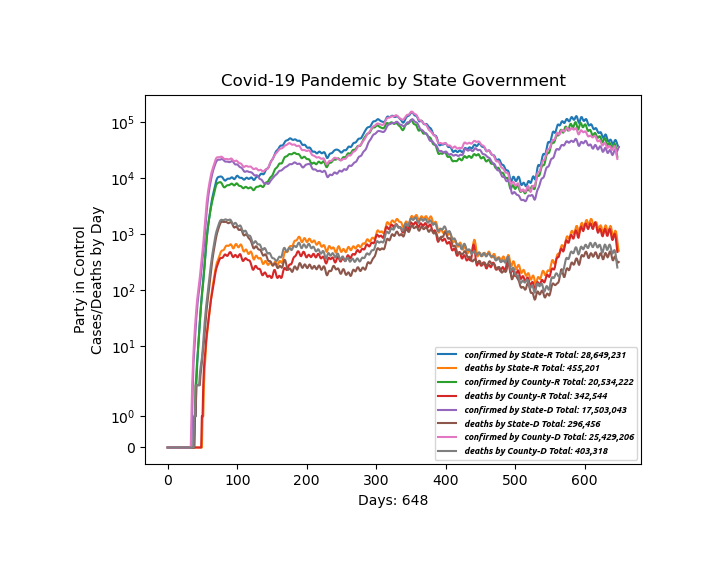 Covid-19 Pandemic by State Government
Party in Control
Cases/Deaths by Day
10^5
10^4
10^3
10^2
10^1
10^0
0
confirmed by State-R Total: 28,649,231
deaths by State-R Total: 455,201
confirmed by County-R Total: 20,534,222
deaths by County-R Total: 342,544
confirmed by State-D Total: 17,503,043
deaths by State-D Total: 296,456
confirmed by County-D Total: 25,429,206
deaths by County-D Total: 403,318
0 100 200 300 400 500 600
Days: 648